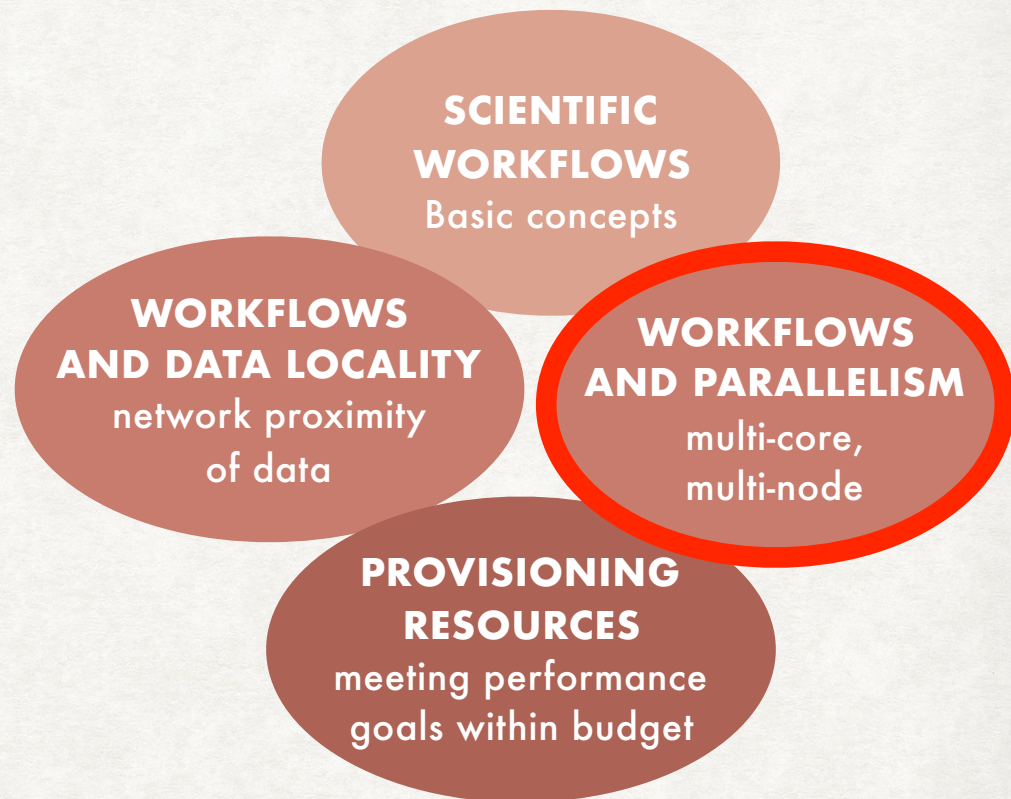 SCIENTIFIC
WORKFLOWS
Basic concepts
WORKFLOWS
AND DATA LOCALITY
network proximity
of data
WORKFLOWS
AND PARALLELISM
multi-core,
multi-node
PROVISIONING
RESOURCES
meeting performance
goals within budget